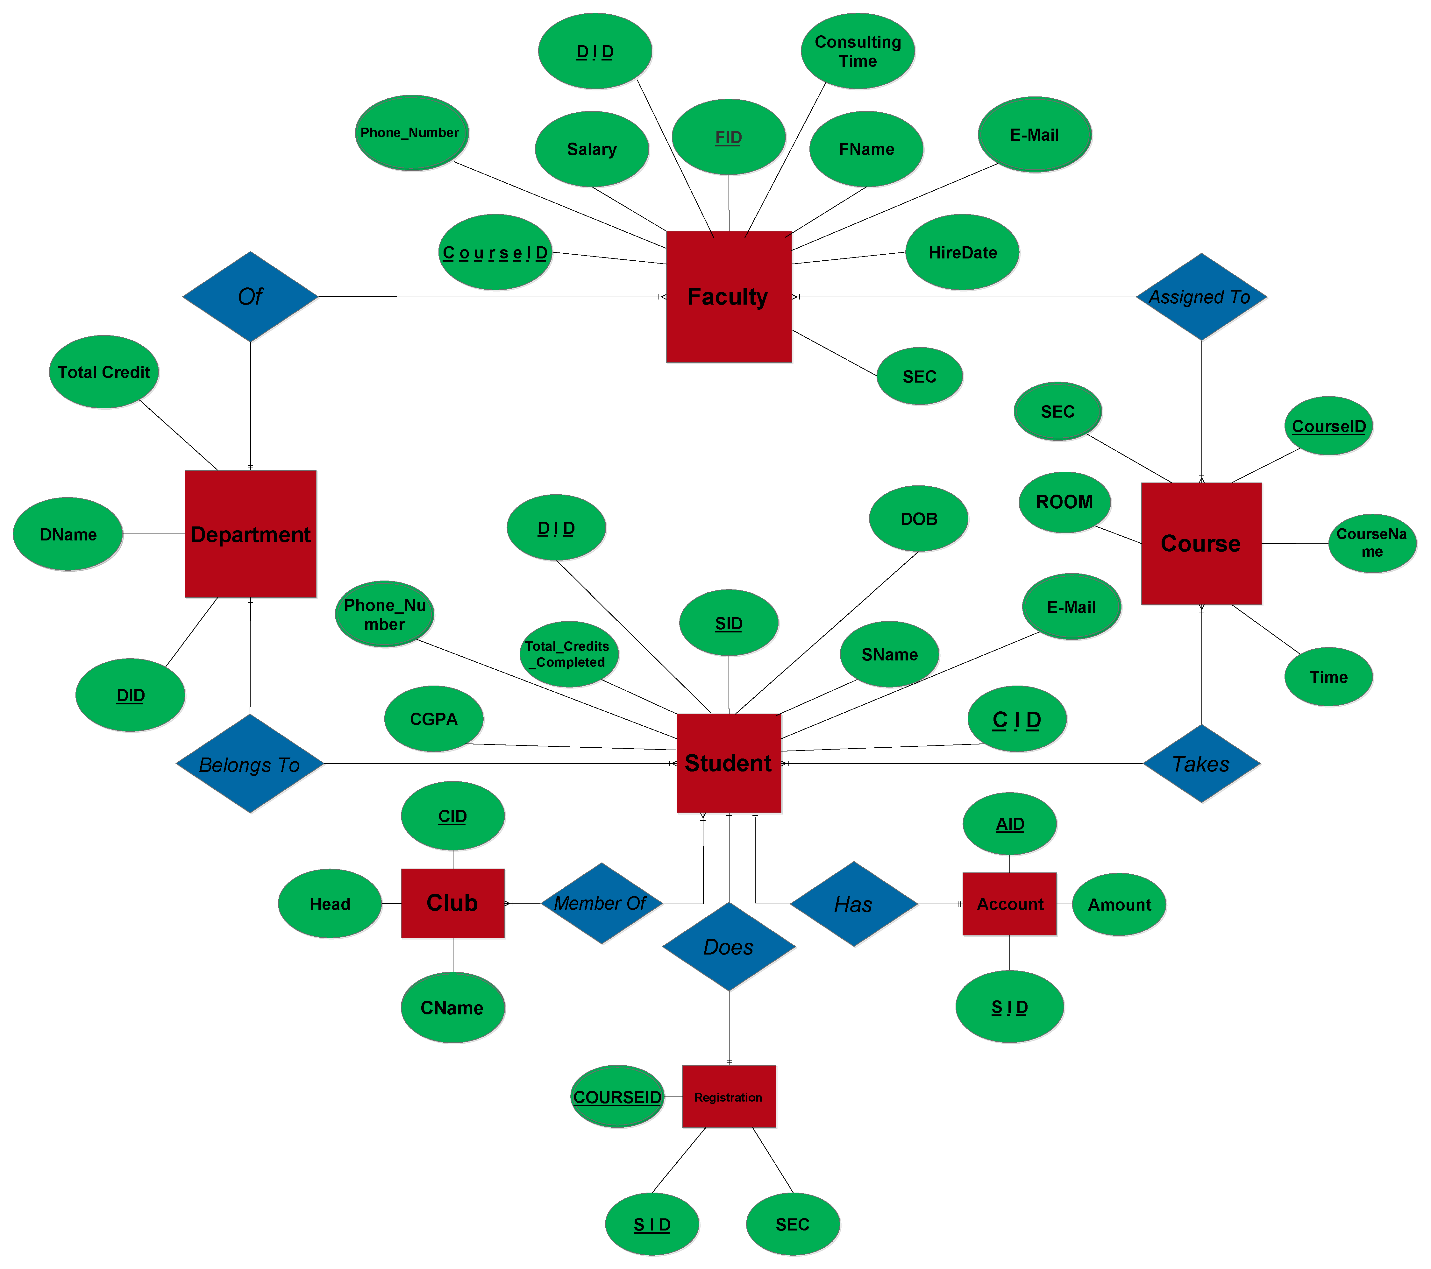 D I D
Consulting
Time
Phone_Number
Salary
FID
FName
E-Mail
CourseID
HireDate
Of
Faculty
Assigned To
SEC
Total Credit
SEC
CourseID
ROOM
DName
Department
D I D
DOB
Course
CourseNa
me
Phone_Nu
mber
Total_Credits
_Completed
SID
SName
E-Mail
Time
DID
CGPA
C I D
Belongs To
Student
Takes
CID
AID
Head
Club
Member Of
Does
Has
Account
Amount
CName
S I D
COURSEID
Registration
S I D
SEC